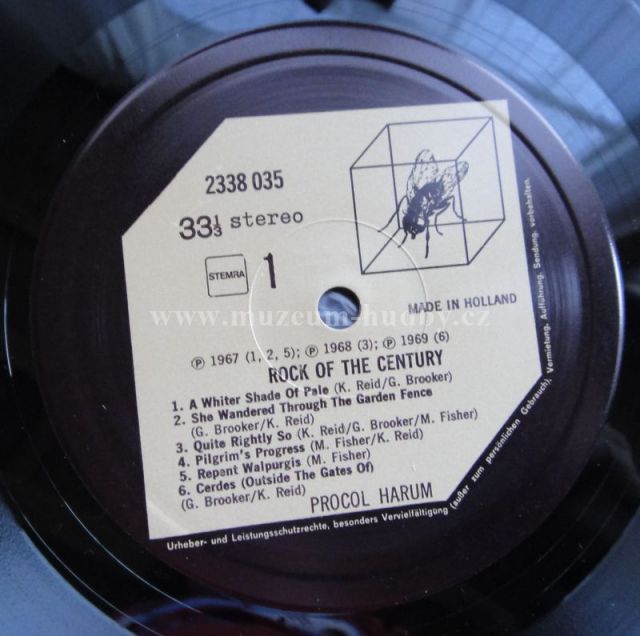 2338 035
33⅓ stereo
STEMRA
1
MADE IN HOLLAND
www.muzeum-hudby.cz
Ⓟ 1967 (1, 2, 5); Ⓟ 1968 (3); Ⓟ 1969 (6)
ROCK OF THE CENTURY
1. A Whiter Shade Of Pale (K. Reid/G. Brooker)
2. She Wandered Through The Garden Fence
(G. Brooker/K. Reid)
3. Quite Rightly So (K. Reid/G. Brooker/M. Fisher)
4. Pilgrim's Progress (M. Fisher/K. Reid)
5. Repent Walpurgis (M. Fisher)
6. Cerdes (Outside The Gates Of)
(G. Brooker/K. Reid)
PROCOL HARUM
Urheber- und Leistungsschutzrechte, besonders Vervielfältigung (außer zum persönlichen Gebrauch), Vermietung, Aufführung, Sendung, vorbehalten.